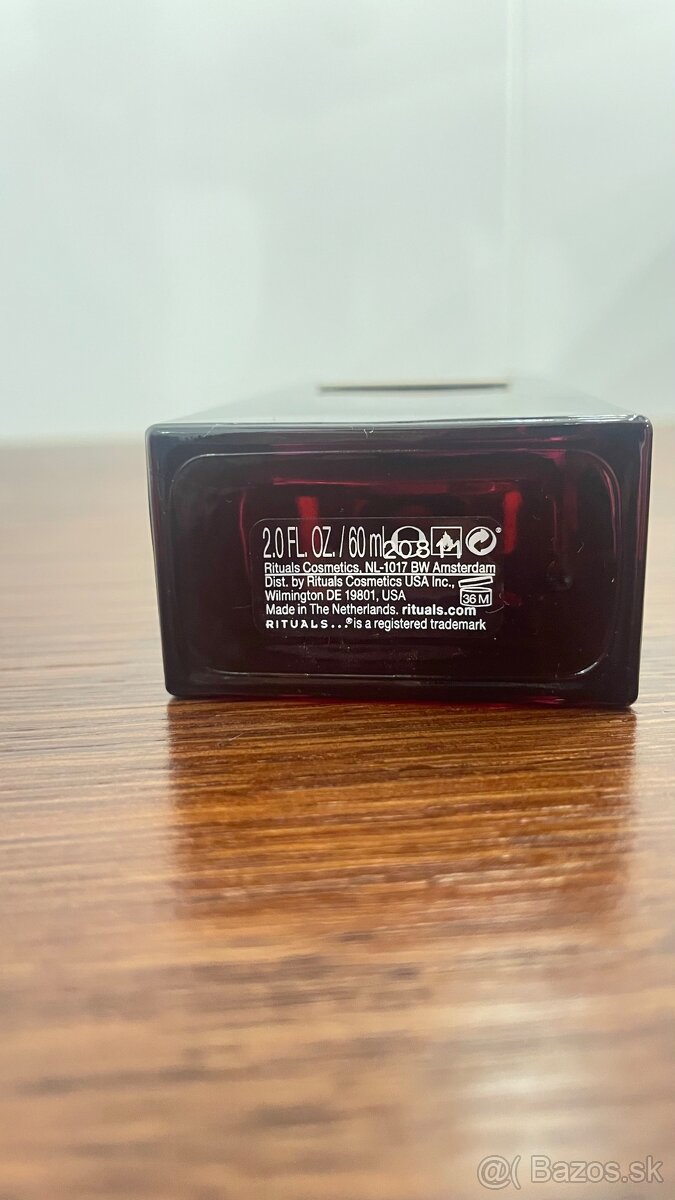 2.0 FL. OZ. / 60 ml 20811
Rituals Cosmetics, NL-1017 BW Amsterdam
Dist. by Rituals Cosmetics USA Inc.,
Wilmington DE 19801, USA
36 M
Made in The Netherlands. rituals.com
RITUALS...® is a registered trademark
@( Bazos.sk